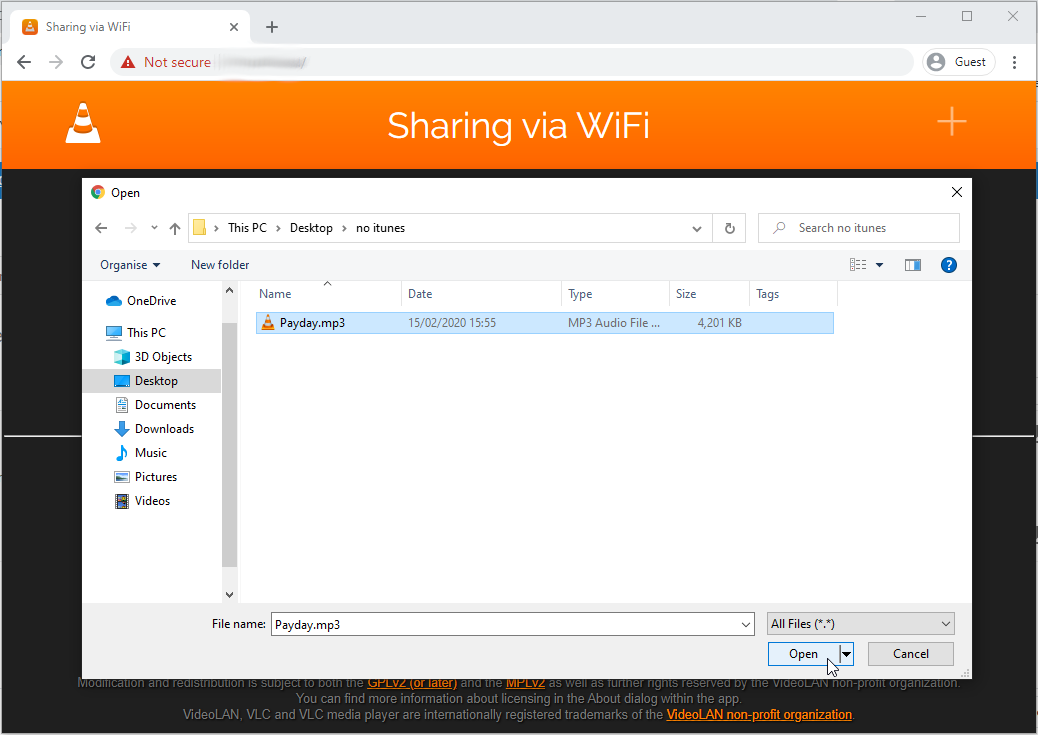 Sharing via WiFi
Not secure
Guest
Sharing via WiFi
Open
This PC > Desktop > no itunes
Search no itunes
Organise
New folder
Name Date Type Size Tags
Payday.mp3 15/02/2020 15:55 MP3 Audio File ... 4,201 KB
OneDrive
This PC
3D Objects
Desktop
Documents
Downloads
Music
Pictures
Videos
File name: Payday.mp3
All Files (*.*)
Open
Cancel
Modification and redistribution is subject to both the GPLv2 (or later) and the MPLv2 as well as further rights reserved by the VideoLAN non-profit organization.
You can find more information about licensing in the About dialog within the app.
VideoLAN, VLC and VLC media player are internationally registered trademarks of the VideoLAN non-profit organization.